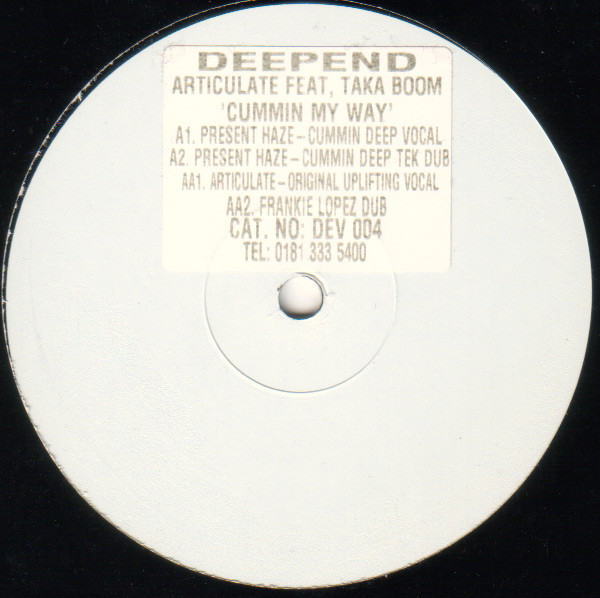 DEEPEND
ARTICULATE FEAT, TAKA BOOM
'CUMMIN MY WAY'
A1. PRESENT HAZE – CUMMIN DEEP VOCAL
A2. PRESENT HAZE – CUMMIN DEEP TEK DUB
AA1. ARTICULATE – ORIGINAL UPLIFTING VOCAL
AA2. FRANKIE LOPEZ DUB
CAT. NO: DEV 004
TEL: 0181 333 5400